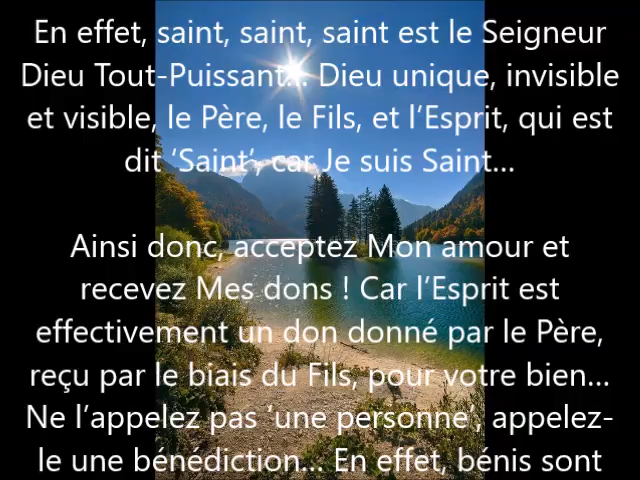 En effet, saint, saint, saint est le Seigneur
Dieu Tout-Puissant... Dieu unique, invisible
et visible, le Père, le Fils, et l’Esprit, qui est
dit ‘Saint’, car Je suis Saint...
Ainsi donc, acceptez Mon amour et
recevez Mes dons ! Car l’Esprit est
effectivement un don donné par le Père,
reçu par le biais du Fils, pour votre bien...
Ne l’appelez pas ‘une personne’, appelez-
le une bénédiction... En effet, bénis sont